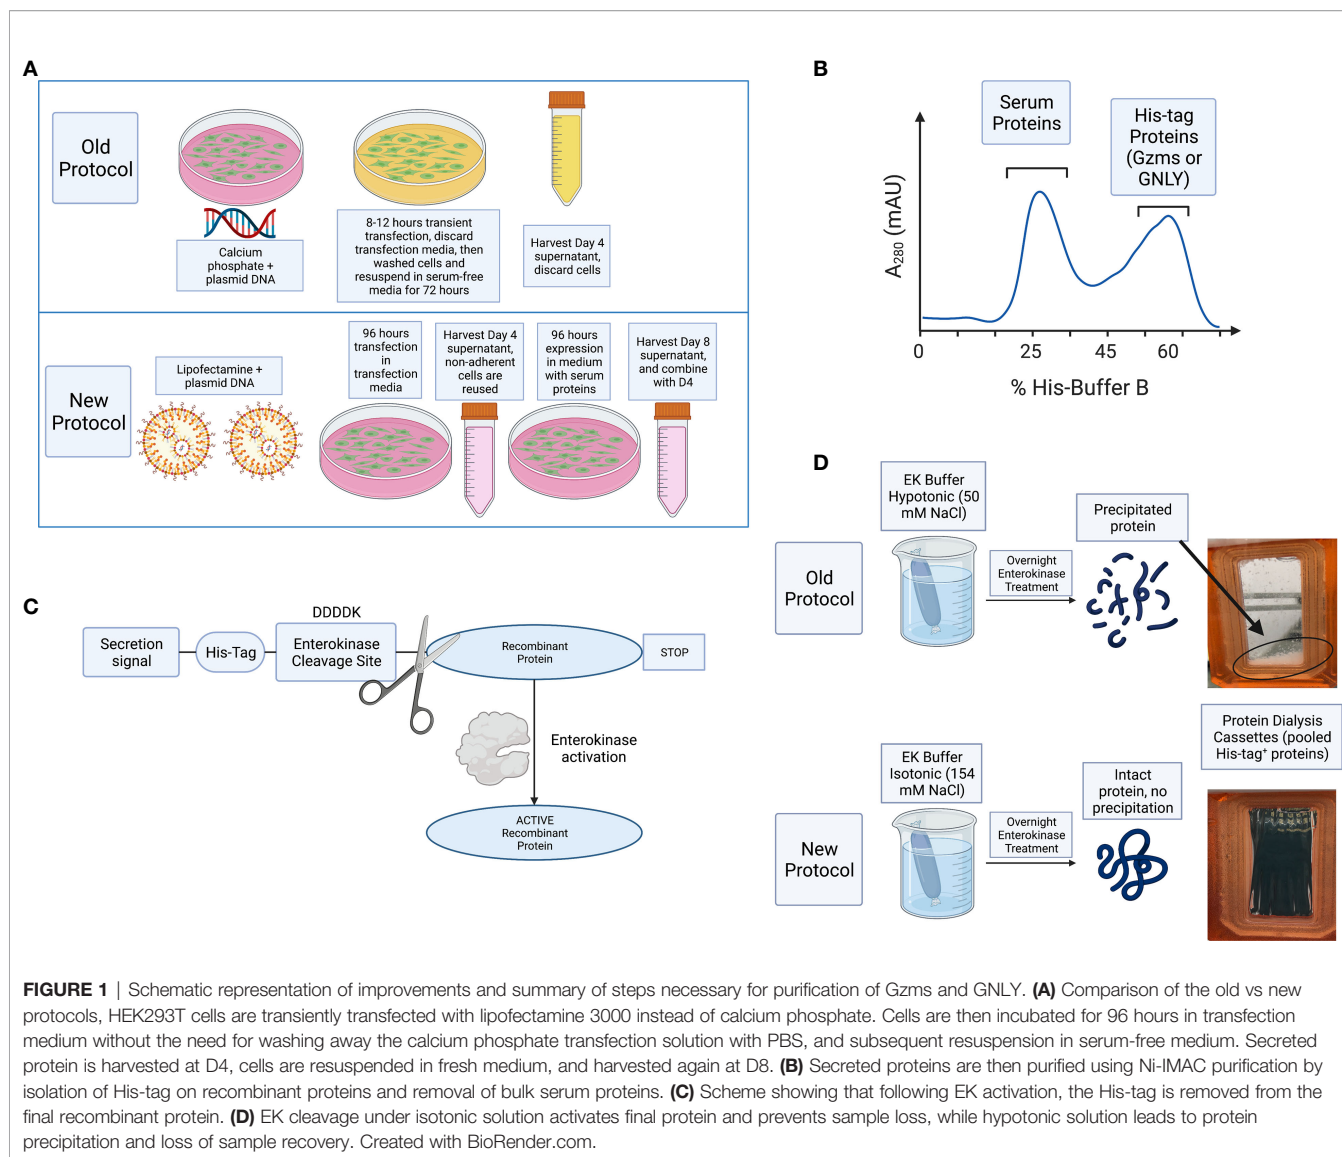 A
Old
Protocol
Calcium
phosphate +
plasmid DNA
8-12 hours transient
transfection, discard
transfection media, then
washed cells and
resuspend in serum-free
media for 72 hours
Harvest Day 4
supernatant,
discard cells
New
Protocol
Lipofectamine +
plasmid DNA
96 hours
transfection
in
transfection
media
Harvest Day 4
supernatant,
non-adherent
cells are
reused
96 hours
expression
in medium
with serum
proteins
Harvest Day 8
supernatant,
and combine
with D4
B
Serum
Proteins
His-tag
Proteins
(Gzms or
GNLY)
A280 (mAU)
0 25 45 60
% His-Buffer B
C
DDDDK
Secretion
signal
His-Tag
Enterokinase
Cleavage Site
Recombinant
Protein
STOP
Enterokinase
activation
ACTIVE
Recombinant
Protein
D
Old
Protocol
EK Buffer
Hypotonic (50
mM NaCl)
Overnight
Enterokinase
Treatment
Precipitated
protein
Protein Dialysis
Cassettes (pooled
His-tag⁺ proteins)
New
Protocol
EK Buffer
Isotonic (154
mM NaCl)
Overnight
Enterokinase
Treatment
Intact
protein, no
precipitation
FIGURE 1 | Schematic representation of improvements and summary of steps necessary for purification of Gzms and GNLY. (A) Comparison of the old vs new
protocols, HEK293T cells are transiently transfected with lipofectamine 3000 instead of calcium phosphate. Cells are then incubated for 96 hours in transfection
medium without the need for washing away the calcium phosphate transfection solution with PBS, and subsequent resuspension in serum-free medium. Secreted
protein is harvested at D4, cells are resuspended in fresh medium, and harvested again at D8. (B) Secreted proteins are then purified using Ni-IMAC purification by
isolation of His-tag on recombinant proteins and removal of bulk serum proteins. (C) Scheme showing that following EK activation, the His-tag is removed from the
final recombinant protein. (D) EK cleavage under isotonic solution activates final protein and prevents sample loss, while hypotonic solution leads to protein
precipitation and loss of sample recovery. Created with BioRender.com.